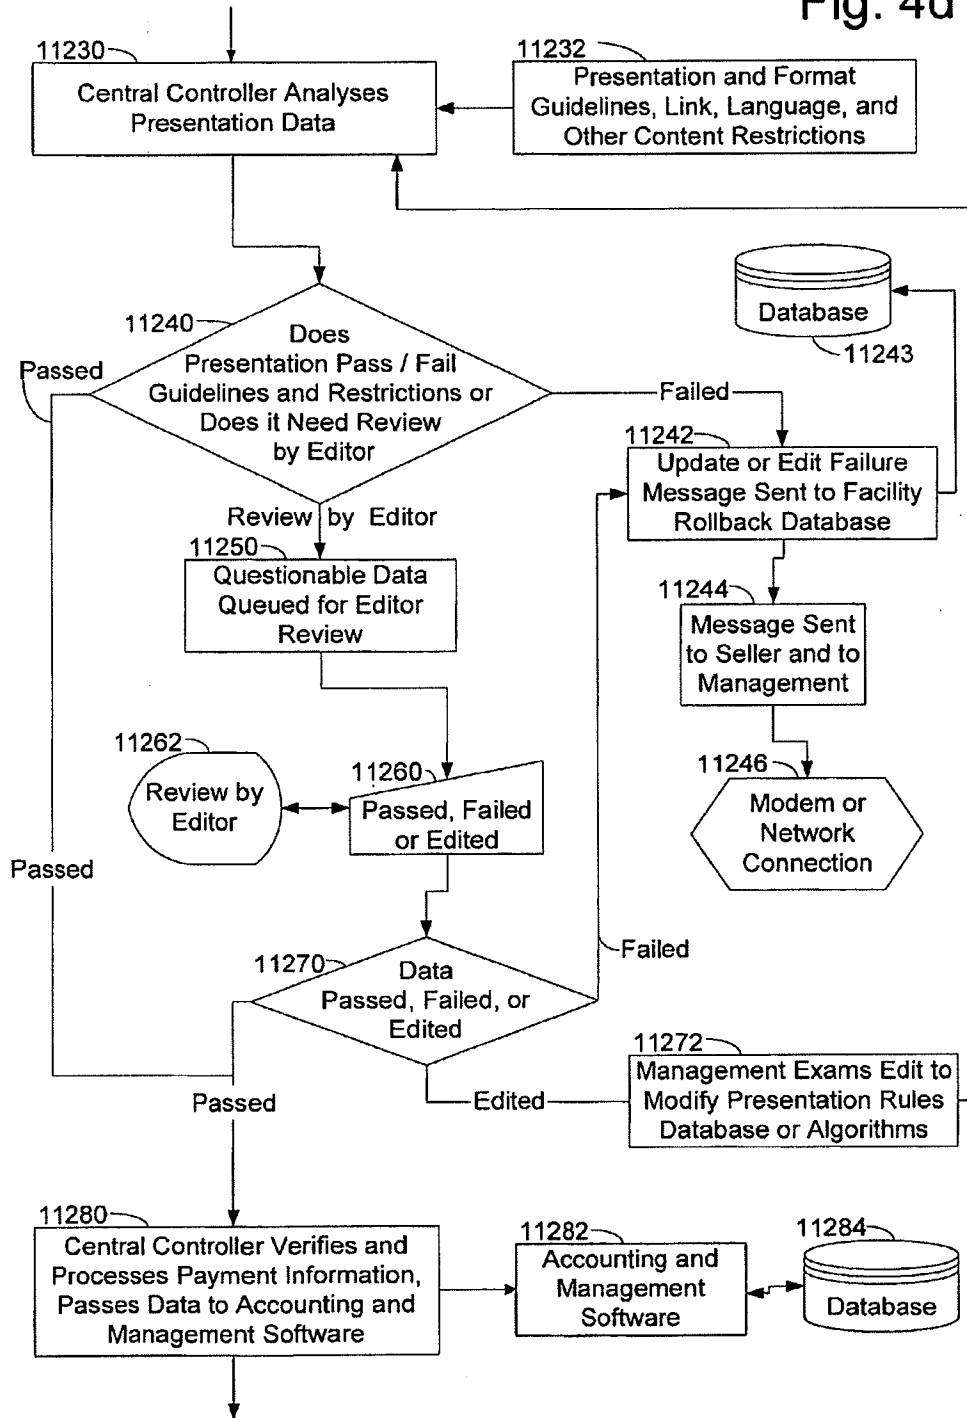 Fig. 4d
11230
Central Controller Analyses
Presentation Data
11232
Presentation and Format
Guidelines, Link, Language, and
Other Content Restrictions
Database
11243
11240
Does
Presentation Pass / Fail
Guidelines and Restrictions or
Does it Need Review
by Editor
Passed
Failed
11242
Update or Edit Failure
Message Sent to Facility
Rollback Database
Review by Editor
11250
Questionable Data
Queued for Editor
Review
11244
Message Sent
to Seller and to
Management
11262
Review by
Editor
11260
Passed, Failed
or Edited
11246
Modem or
Network
Connection
Passed
Failed
11270
Data
Passed, Failed, or
Edited
11272
Management Exams Edit to
Modify Presentation Rules
Database or Algorithms
Passed
Edited
11280
Central Controller Verifies and
Processes Payment Information,
Passes Data to Accounting and
Management Software
11282
Accounting and
Management
Software
11284
Database